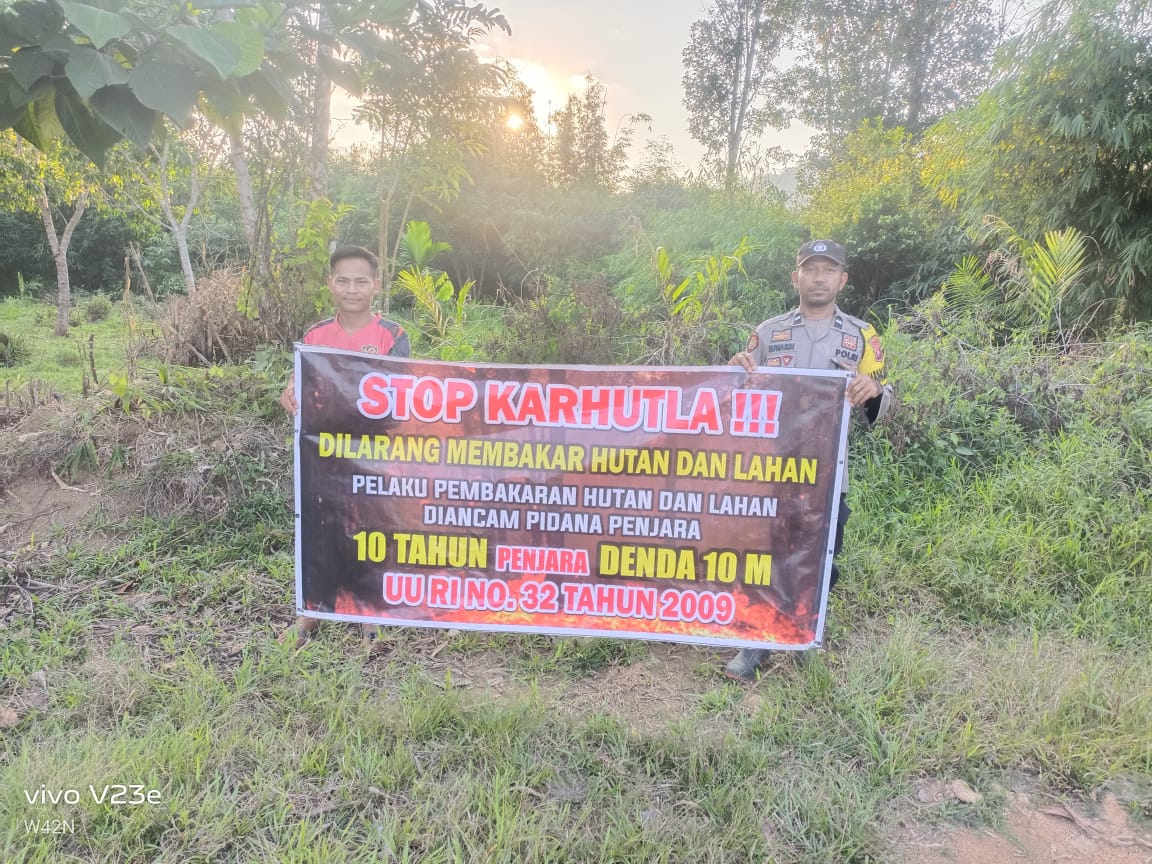 STOP KARHUTLA !!!
DILARANG MEMBAKAR HUTAN DAN LAHAN
PELAKU PEMBAKARAN HUTAN DAN LAHAN
DIANCAM PIDANA PENJARA
10 TAHUN PENJARA DENDA 10 M
UU RI NO. 32 TAHUN 2009
POLRI
vivo V23e
W42N